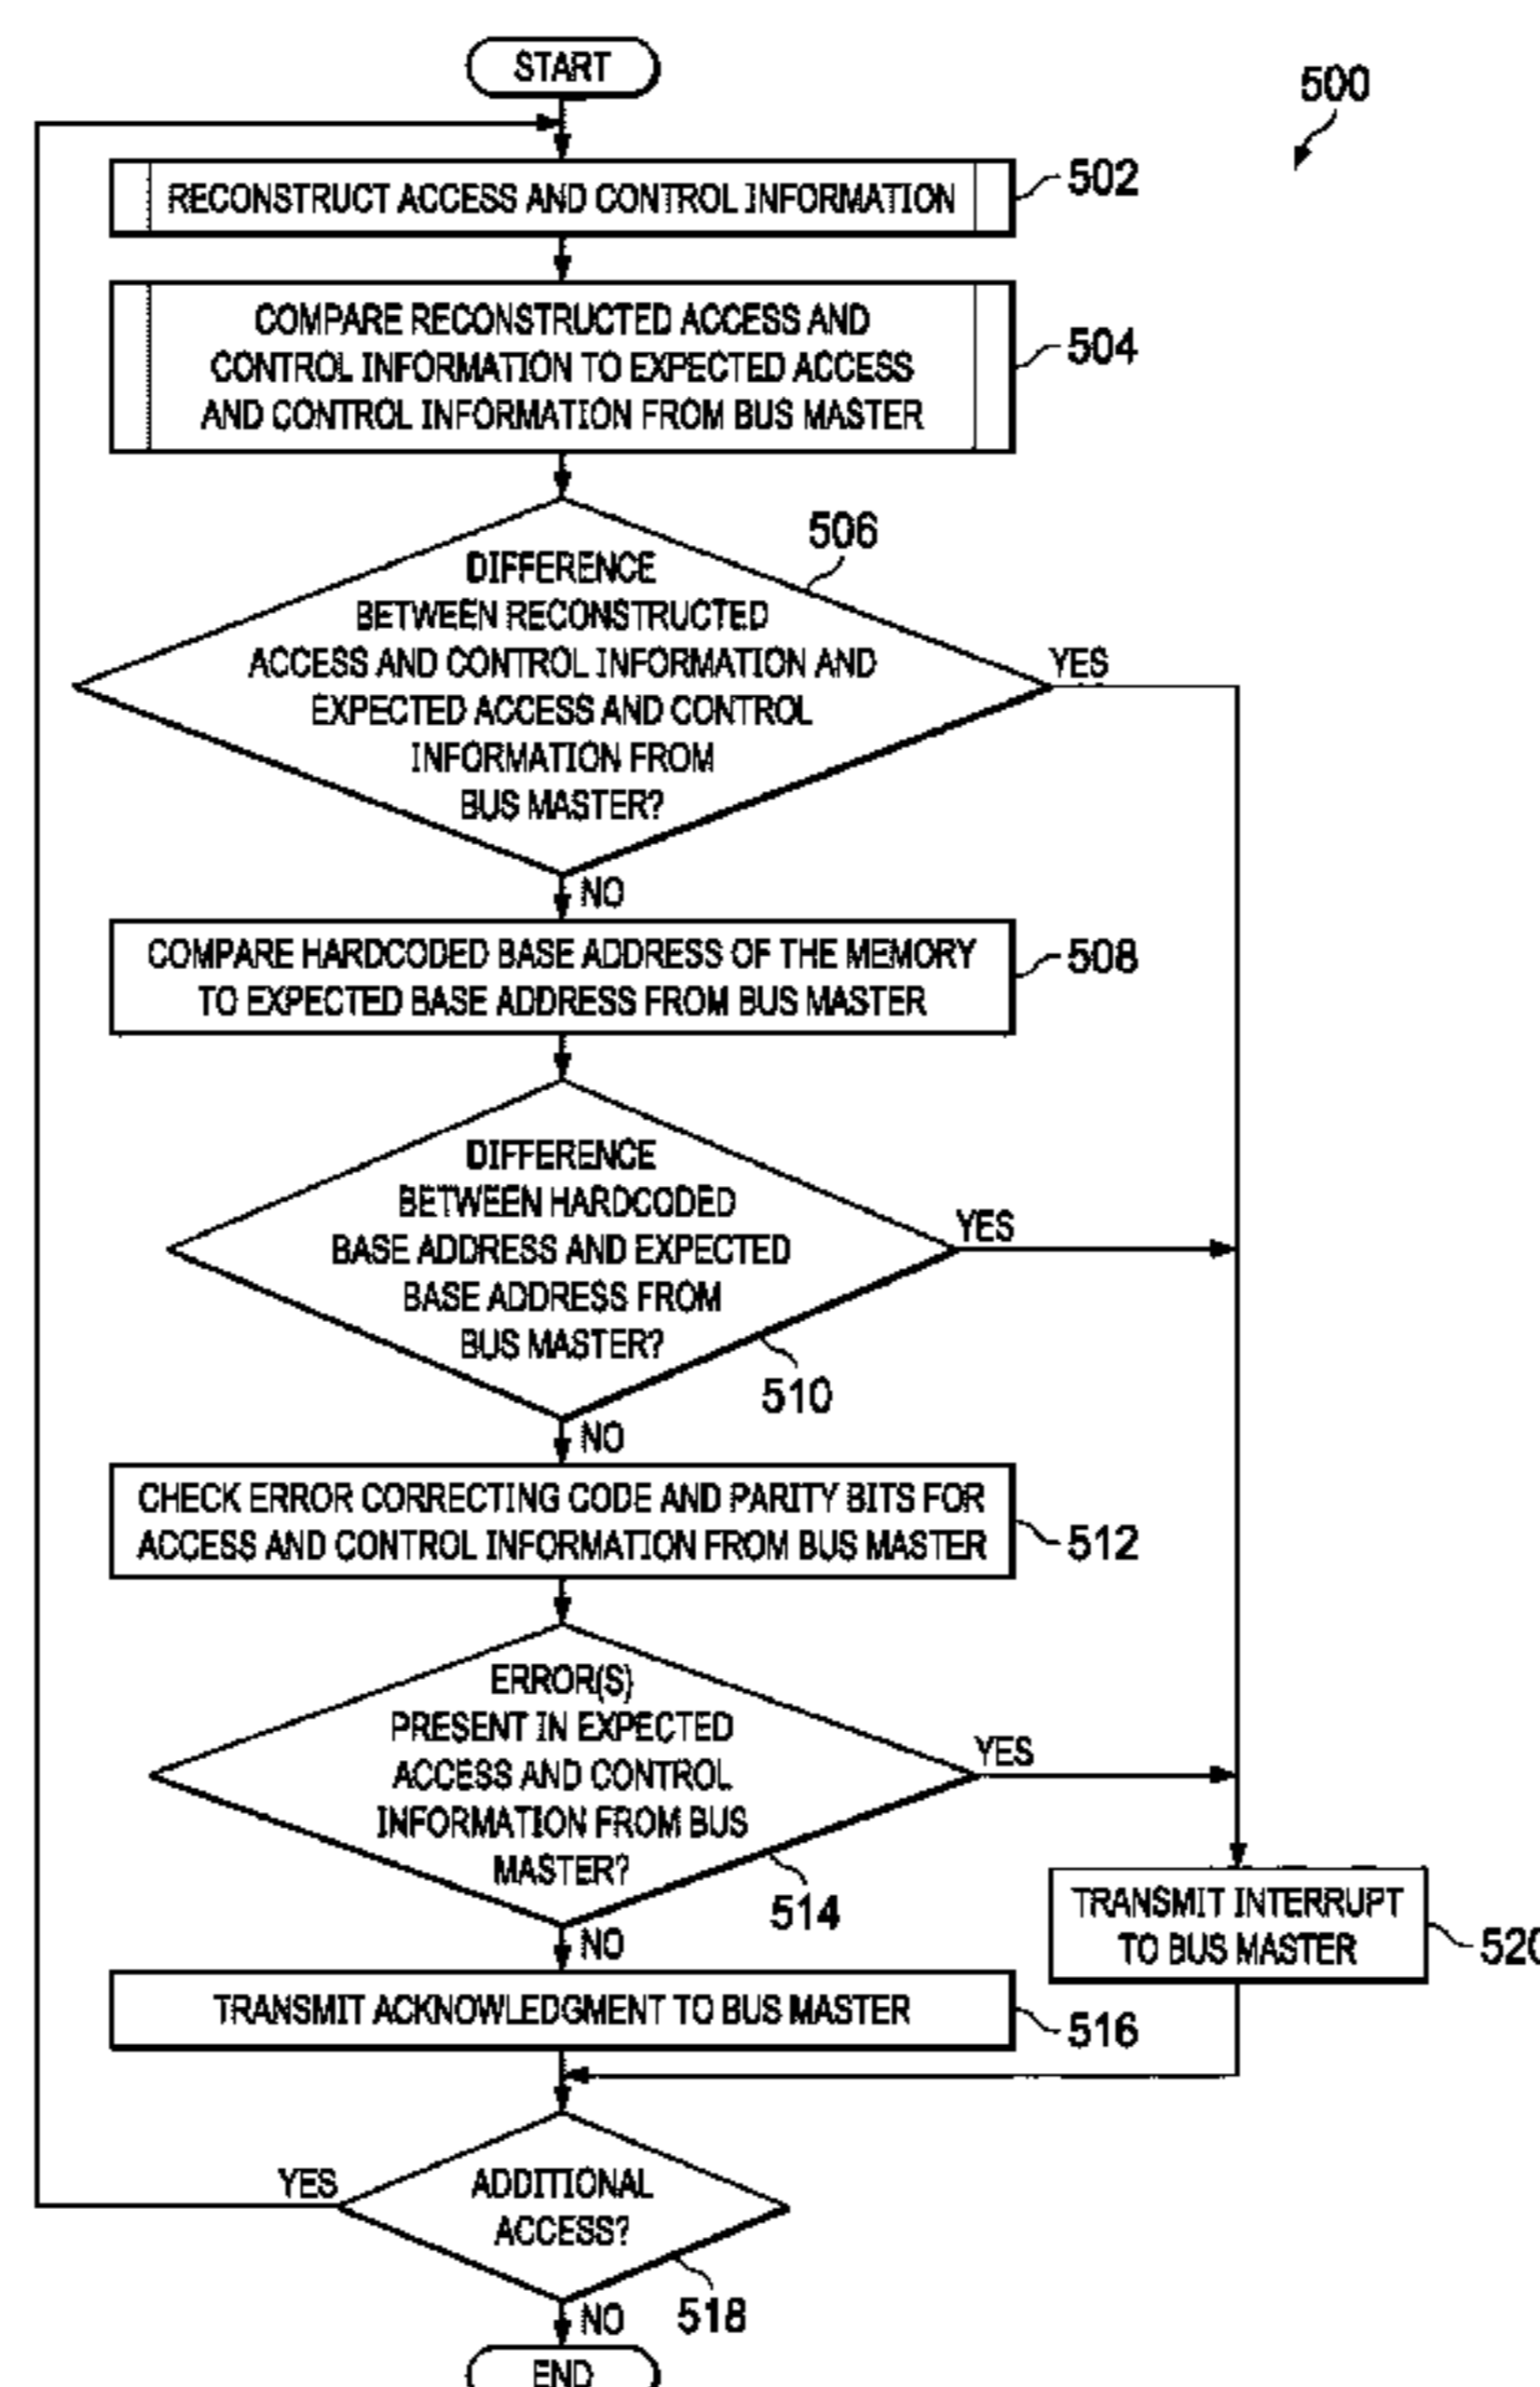 START
500
RECONSTRUCT ACCESS AND CONTROL INFORMATION
502
COMPARE RECONSTRUCTED ACCESS AND
CONTROL INFORMATION TO EXPECTED ACCESS
AND CONTROL INFORMATION FROM BUS MASTER
504
506
DIFFERENCE
BETWEEN RECONSTRUCTED
ACCESS AND CONTROL INFORMATION AND
EXPECTED ACCESS AND CONTROL
INFORMATION FROM
BUS MASTER?
YES
NO
COMPARE HARDCODED BASE ADDRESS OF THE MEMORY
TO EXPECTED BASE ADDRESS FROM BUS MASTER
508
DIFFERENCE
BETWEEN HARDCODED
BASE ADDRESS AND EXPECTED
BASE ADDRESS FROM
BUS MASTER?
YES
510
NO
CHECK ERROR CORRECTING CODE AND PARITY BITS FOR
ACCESS AND CONTROL INFORMATION FROM BUS MASTER
512
ERROR(S)
PRESENT IN EXPECTED
ACCESS AND CONTROL
INFORMATION FROM BUS
MASTER?
YES
514
NO
TRANSMIT INTERRUPT
TO BUS MASTER
520
TRANSMIT ACKNOWLEDGMENT TO BUS MASTER
516
YES
ADDITIONAL
ACCESS?
518
NO
END